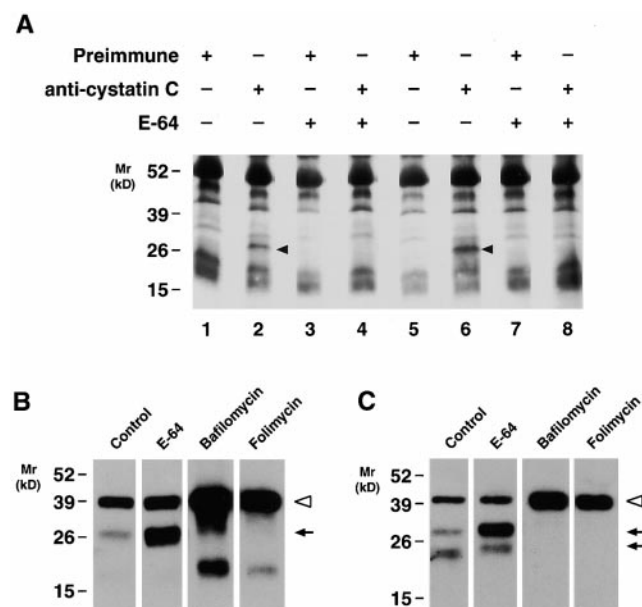 A
Preimmune + – + – + – + –
anti-cystatin C – + – + – + – +
E-64 – – + + – – + +
Mr
(kD)
52
39
26
15
1 2 3 4 5 6 7 8
B
Control E-64 Bafilomycin Folimycin
Mr
(kD)
52
39
26
15
C
Control E-64 Bafilomycin Folimycin
Mr
(kD)
52
39
26
15